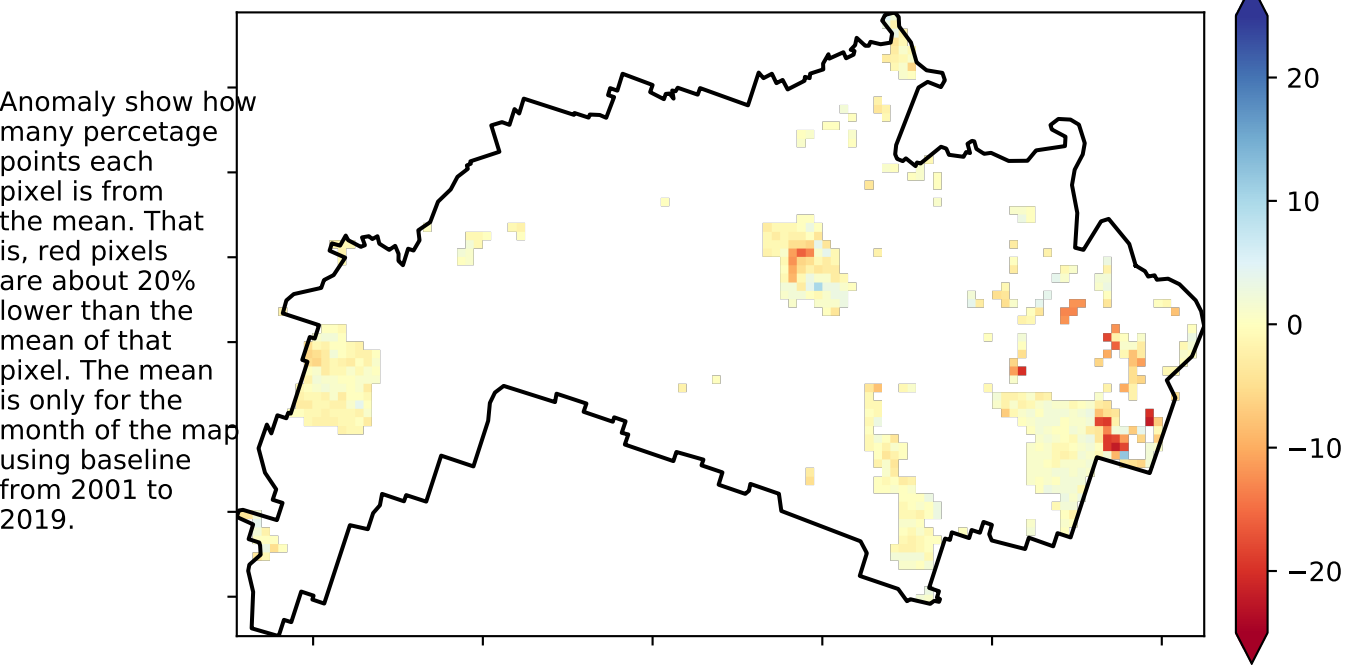 Anomaly show how
many percetage
points each
pixel is from
the mean. That
is, red pixels
are about 20%
lower than the
mean of that
pixel. The mean
is only for the
month of the map
using baseline
from 2001 to
2019.
20
10
0
−10
−20